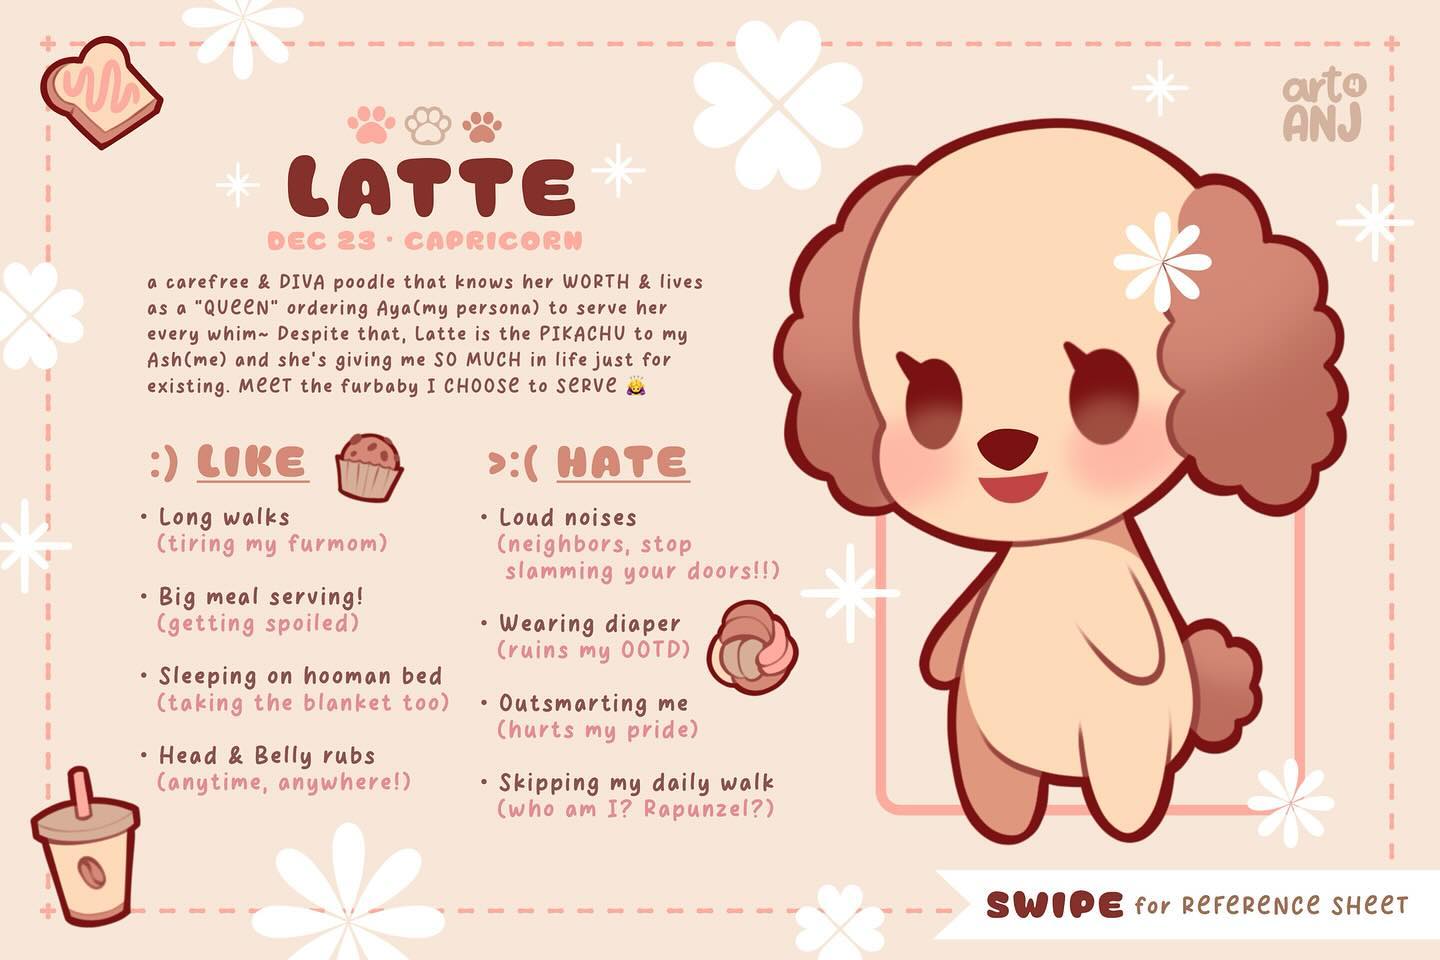 art4
ANJ
LATTE
DEC 23 · CAPRICORN
a carefree & DIVA poodle that knows her WORTH & lives
as a "QUEEN" ordering Aya(my persona) to serve her
every whim~ Despite that, Latte is the PIKACHU to my
Ash(me) and she's giving me SO MUCH in life just for
existing. MEET the furbaby I CHOOSE to SERVE 🙇‍♀️
:) LIKE
• Long walks
(tiring my furmom)
• Big meal serving!
(getting spoiled)
• Sleeping on hooman bed
(taking the blanket too)
• Head & Belly rubs
(anytime, anywhere!)
>:( HATE
• Loud noises
(neighbors, stop
slamming your doors!!)
• Wearing diaper
(ruins my OOTD)
• Outsmarting me
(hurts my pride)
• Skipping my daily walk
(who am I? Rapunzel?)
SWIPE for REFERENCE SHEET